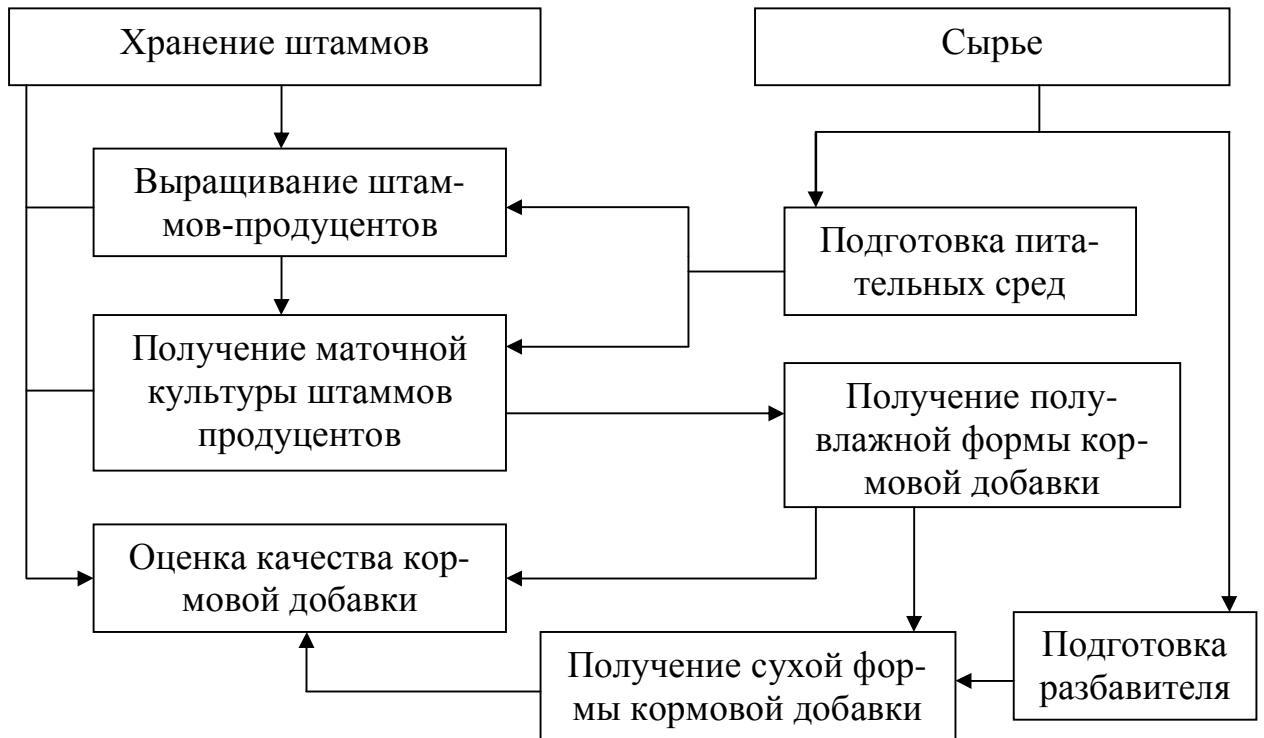 Хранение штаммов
Сырье
Выращивание штам-
мов-продуцентов
Подготовка пита-
тельных сред
Получение маточной
культуры штаммов
продуцентов
Получение полу-
влажной формы кор-
мовой добавки
Оценка качества кор-
мовой добавки
Получение сухой фор-
мы кормовой добавки
Подготовка
разбавителя